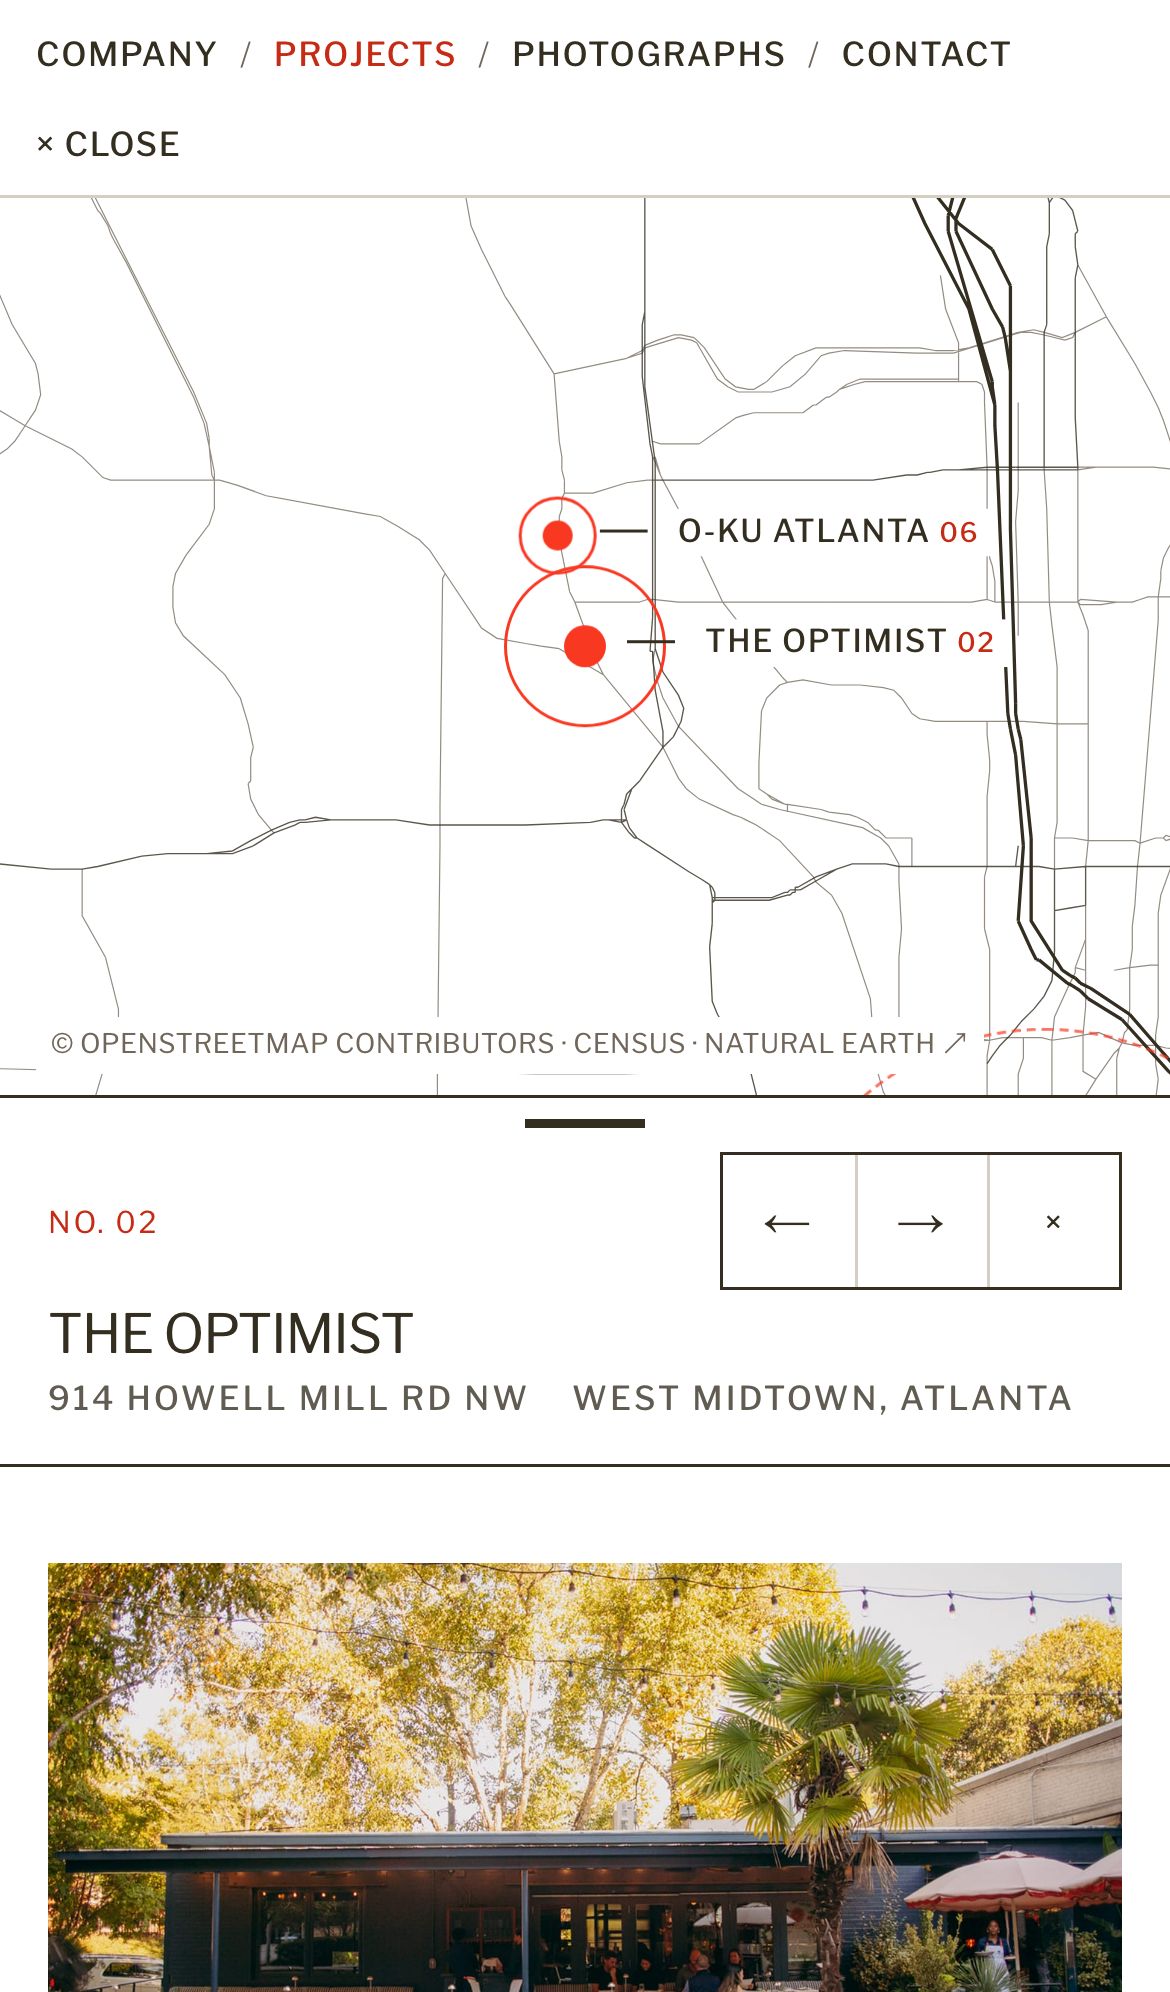 COMPANY / PROJECTS / PHOTOGRAPHS / CONTACT
× CLOSE
O-KU ATLANTA 06
THE OPTIMIST 02
© OPENSTREETMAP CONTRIBUTORS · CENSUS · NATURAL EARTH ↗
NO. 02
← → ×
THE OPTIMIST
914 HOWELL MILL RD NW WEST MIDTOWN, ATLANTA